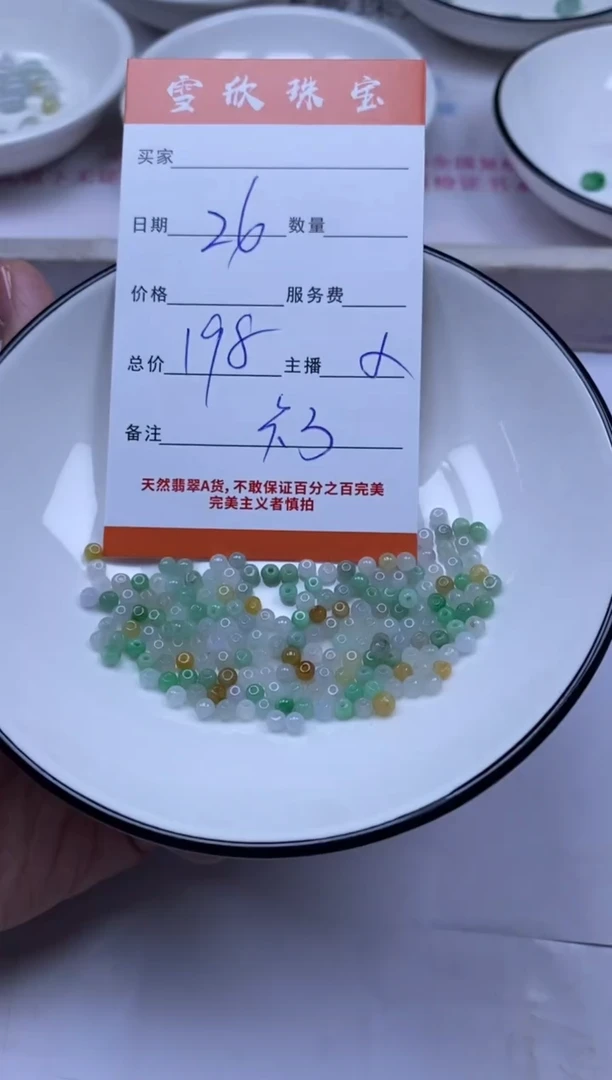 雪欣珠宝
买家
日期 26 数量
价格 服务费
总价 198 主播
备注
天然翡翠A货，不敢保证百分之百完美
完美主义者慎拍